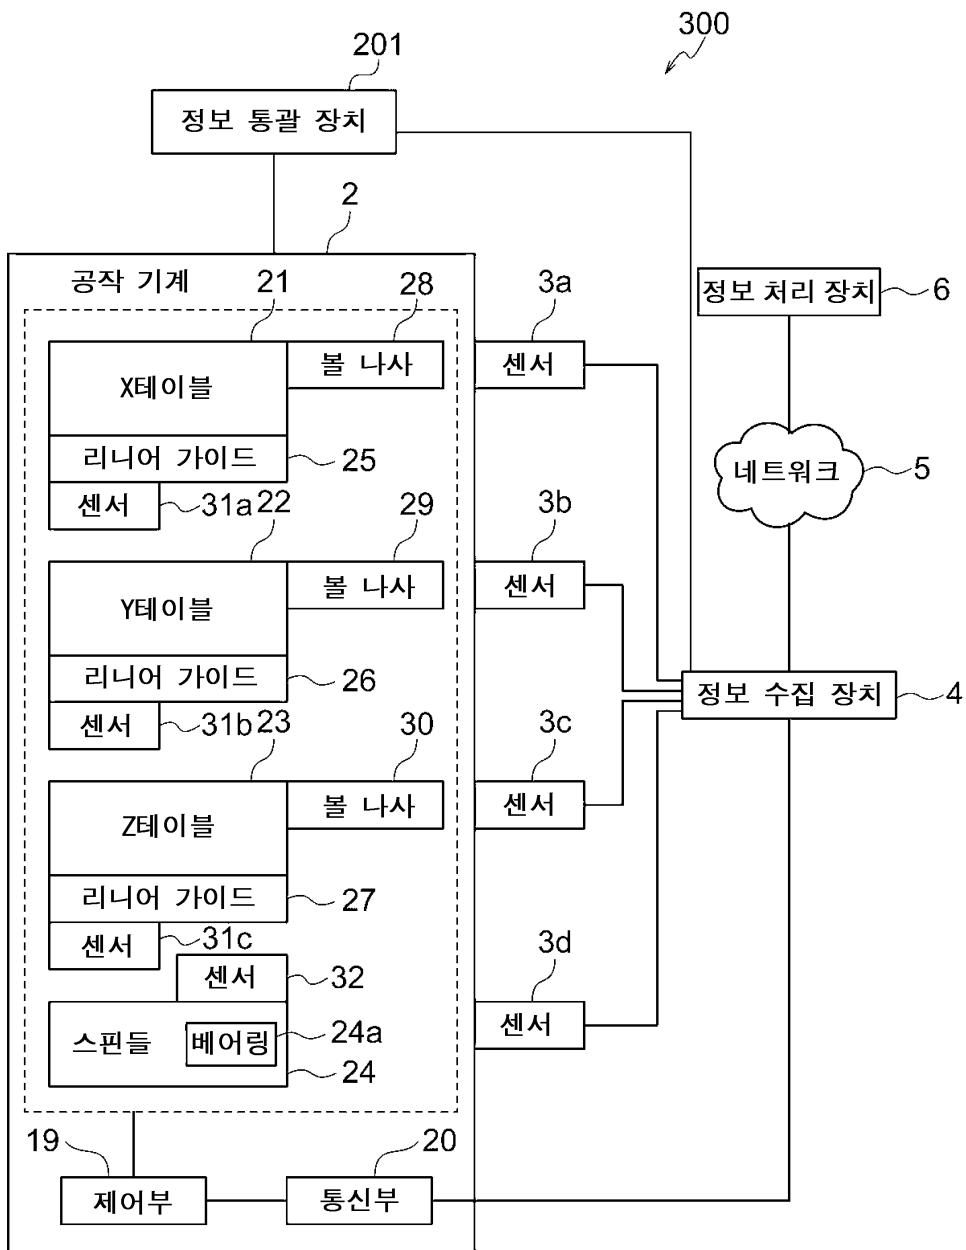 300
201
정보 통괄 장치
2
공작 기계
21
28
3a
정보 처리 장치
6
볼 나사
센서
X테이블
리니어 가이드
25
네트워크
5
센서
31a
22
29
3b
볼 나사
센서
Y테이블
리니어 가이드
26
정보 수집 장치
4
센서
31b
23
30
3c
볼 나사
센서
Z테이블
리니어 가이드
27
센서
31c
3d
센서
32
센서
스핀들
베어링
24a
24
19
20
제어부
통신부